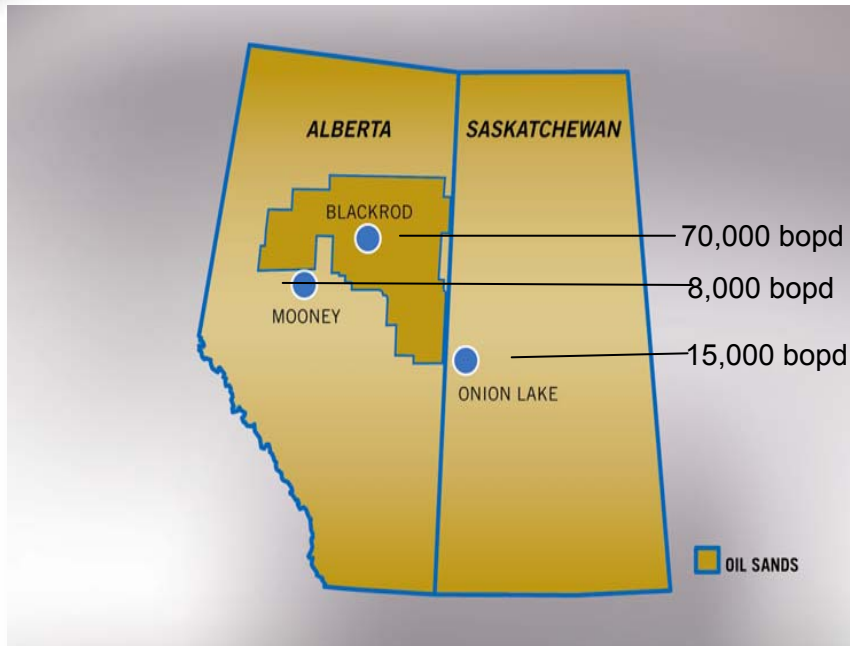 ALBERTA
SASKATCHEWAN
BLACKROD
70,000 bopd
8,000 bopd
MOONEY
15,000 bopd
ONION LAKE
OIL SANDS